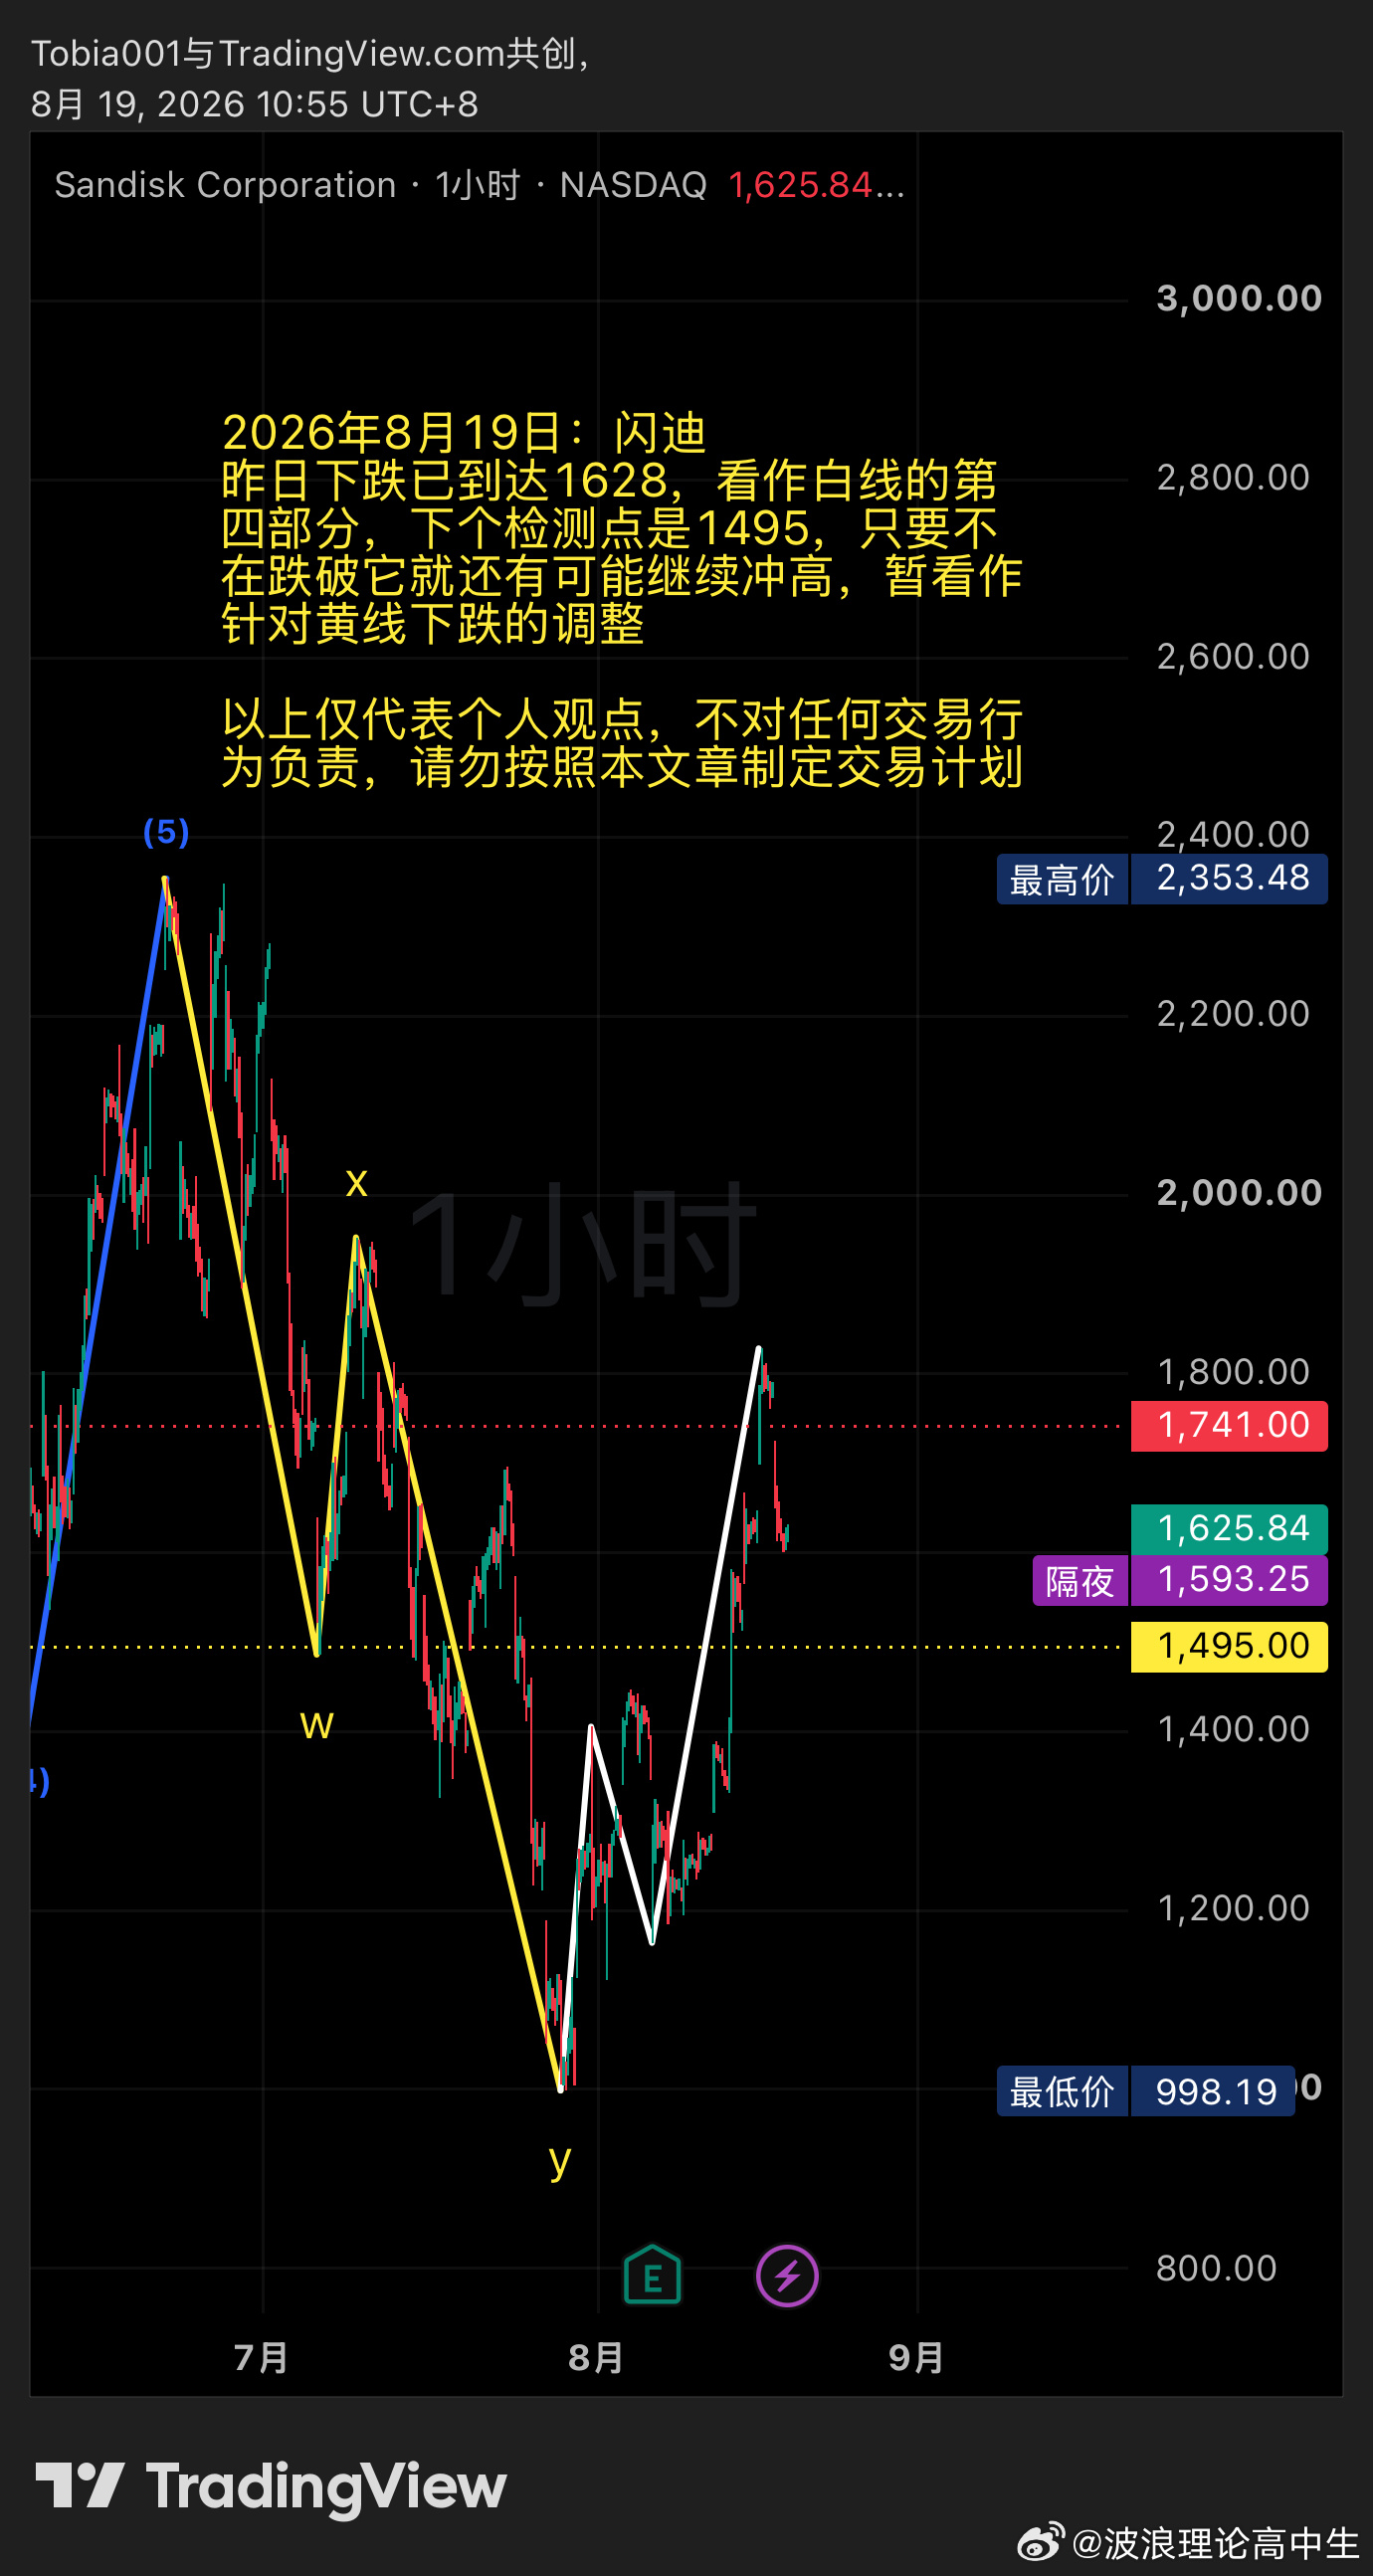 Tobia001与TradingView.com共创，
8月 19, 2026 10:55 UTC+8
Sandisk Corporation · 1小时 · NASDAQ 1,625.84...
3,000.00
2026年8月19日：闪迪
昨日下跌已到达1628，看作白线的第
四部分，下个检测点是1495，只要不
在跌破它就还有可能继续冲高，暂看作
针对黄线下跌的调整
2,800.00
2,600.00
以上仅代表个人观点，不对任何交易行
为负责，请勿按照本文章制定交易计划
(5)
2,400.00
最高价 2,353.48
2,200.00
x
2,000.00
1小时
1,800.00
1,741.00
1,625.84
隔夜 1,593.25
1,495.00
w
1,400.00
4)
1,200.00
最低价 998.19
y
E
800.00
7月 8月 9月
TradingView
@波浪理论高中生